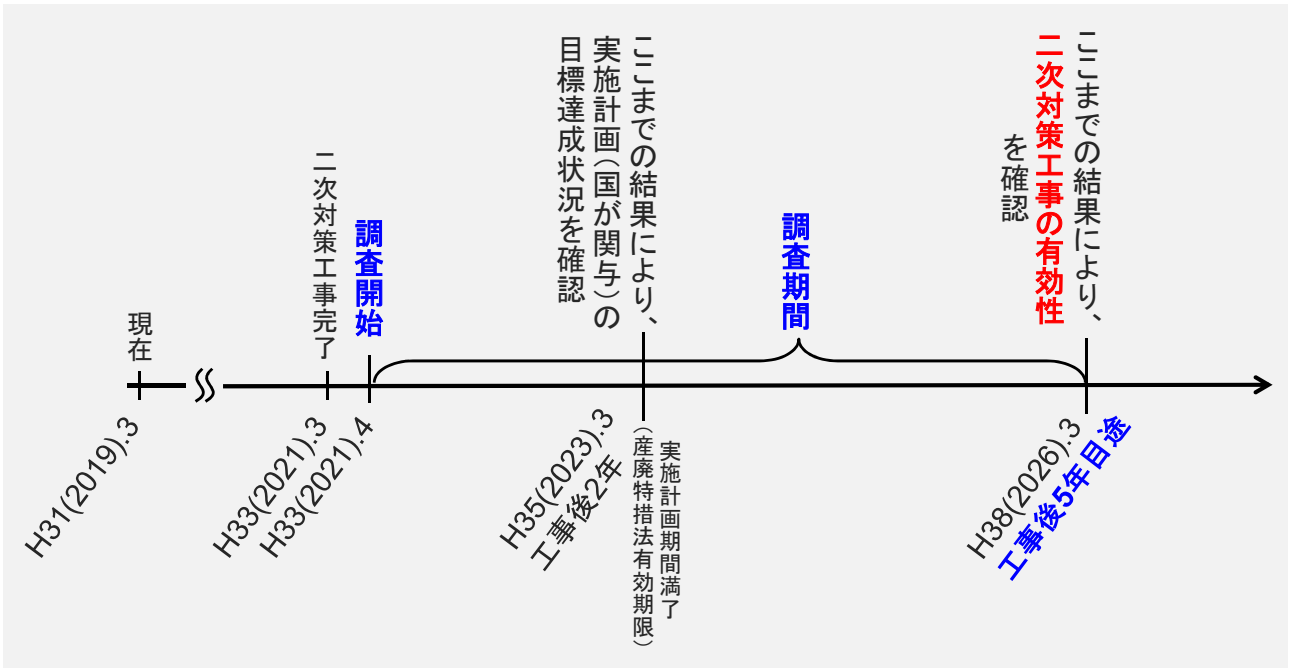 現在
二次対策工事完了
調査開始
ここまでの結果により、
実施計画（国が関与）の
目標達成状況を確認
調査期間
ここまでの結果により、
二次対策工事の有効性
を確認
H31(2019).3
H33(2021).3
H33(2021).4
H35(2023).3
工事後2年
実施計画期間満了
（産廃特措法有効期限）
H38(2026).3
工事後5年目途